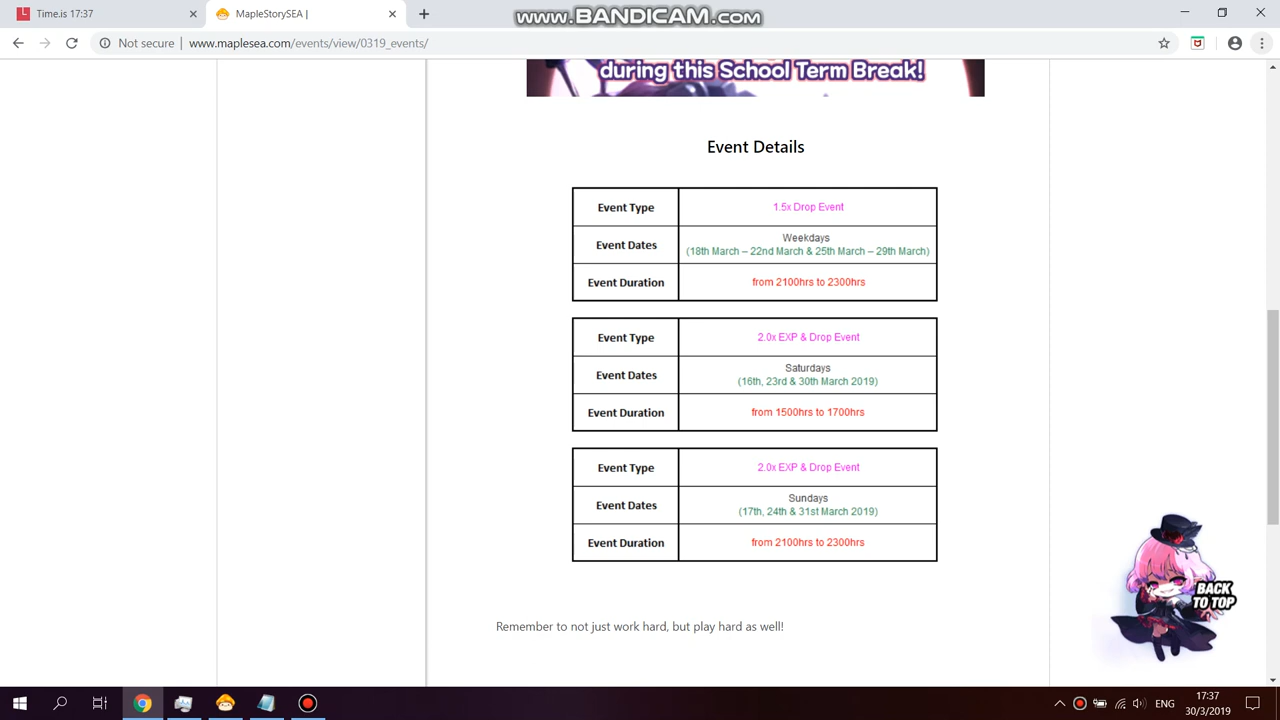 Time.is 17:37
MapleStorySEA |
www.BANDICAM.com
Not secure
www.maplesea.com/events/view/0319_events/
during this School Term Break!
Event Details
Event Type
1.5x Drop Event
Event Dates
Weekdays
(18th March – 22nd March & 25th March – 29th March)
Event Duration
from 2100hrs to 2300hrs
Event Type
2.0x EXP & Drop Event
Event Dates
Saturdays
(16th, 23rd & 30th March 2019)
Event Duration
from 1500hrs to 1700hrs
Event Type
2.0x EXP & Drop Event
Event Dates
Sundays
(17th, 24th & 31st March 2019)
Event Duration
from 2100hrs to 2300hrs
BACK
TO TOP
Remember to not just work hard, but play hard as well!
ENG
17:37
30/3/2019